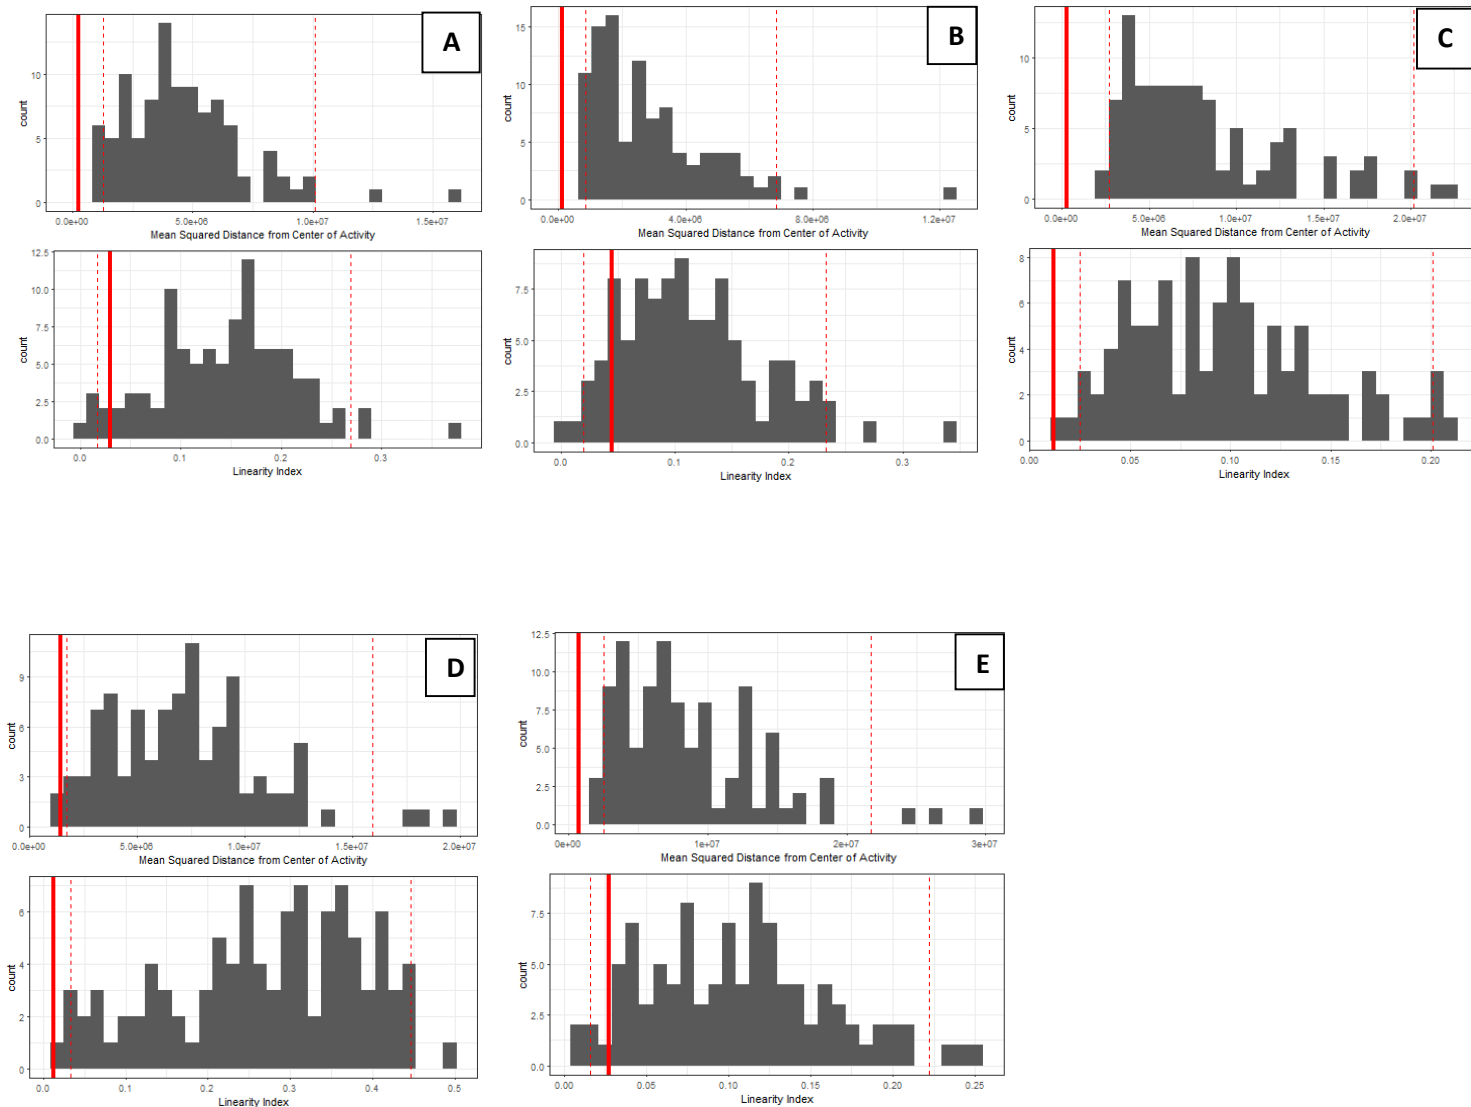 A
count
10
5
0
0.0e+00 5.0e+06 1.0e+07 1.5e+07
Mean Squared Distance from Center of Activity
count
12.5
10.0
7.5
5.0
2.5
0.0
0.0 0.1 0.2 0.3
Linearity Index
B
count
15
10
5
0
0.0e+00 4.0e+06 8.0e+06 1.2e+07
Mean Squared Distance from Center of Activity
count
7.5
5.0
2.5
0.0
0.0 0.1 0.2 0.3
Linearity Index
C
count
10
5
0
0.0e+00 5.0e+06 1.0e+07 1.5e+07 2.0e+07
Mean Squared Distance from Center of Activity
count
8
6
4
2
0
0.00 0.05 0.10 0.15 0.20
Linearity Index
D
count
9
6
3
0
0.0e+00 5.0e+06 1.0e+07 1.5e+07 2.0e+07
Mean Squared Distance from Center of Activity
count
6
4
2
0
0.0 0.1 0.2 0.3 0.4 0.5
Linearity Index
E
count
12.5
10.0
7.5
5.0
2.5
0.0
0e+00 1e+07 2e+07 3e+07
Mean Squared Distance from Center of Activity
count
7.5
5.0
2.5
0.0
0.00 0.05 0.10 0.15 0.20 0.25
Linearity Index